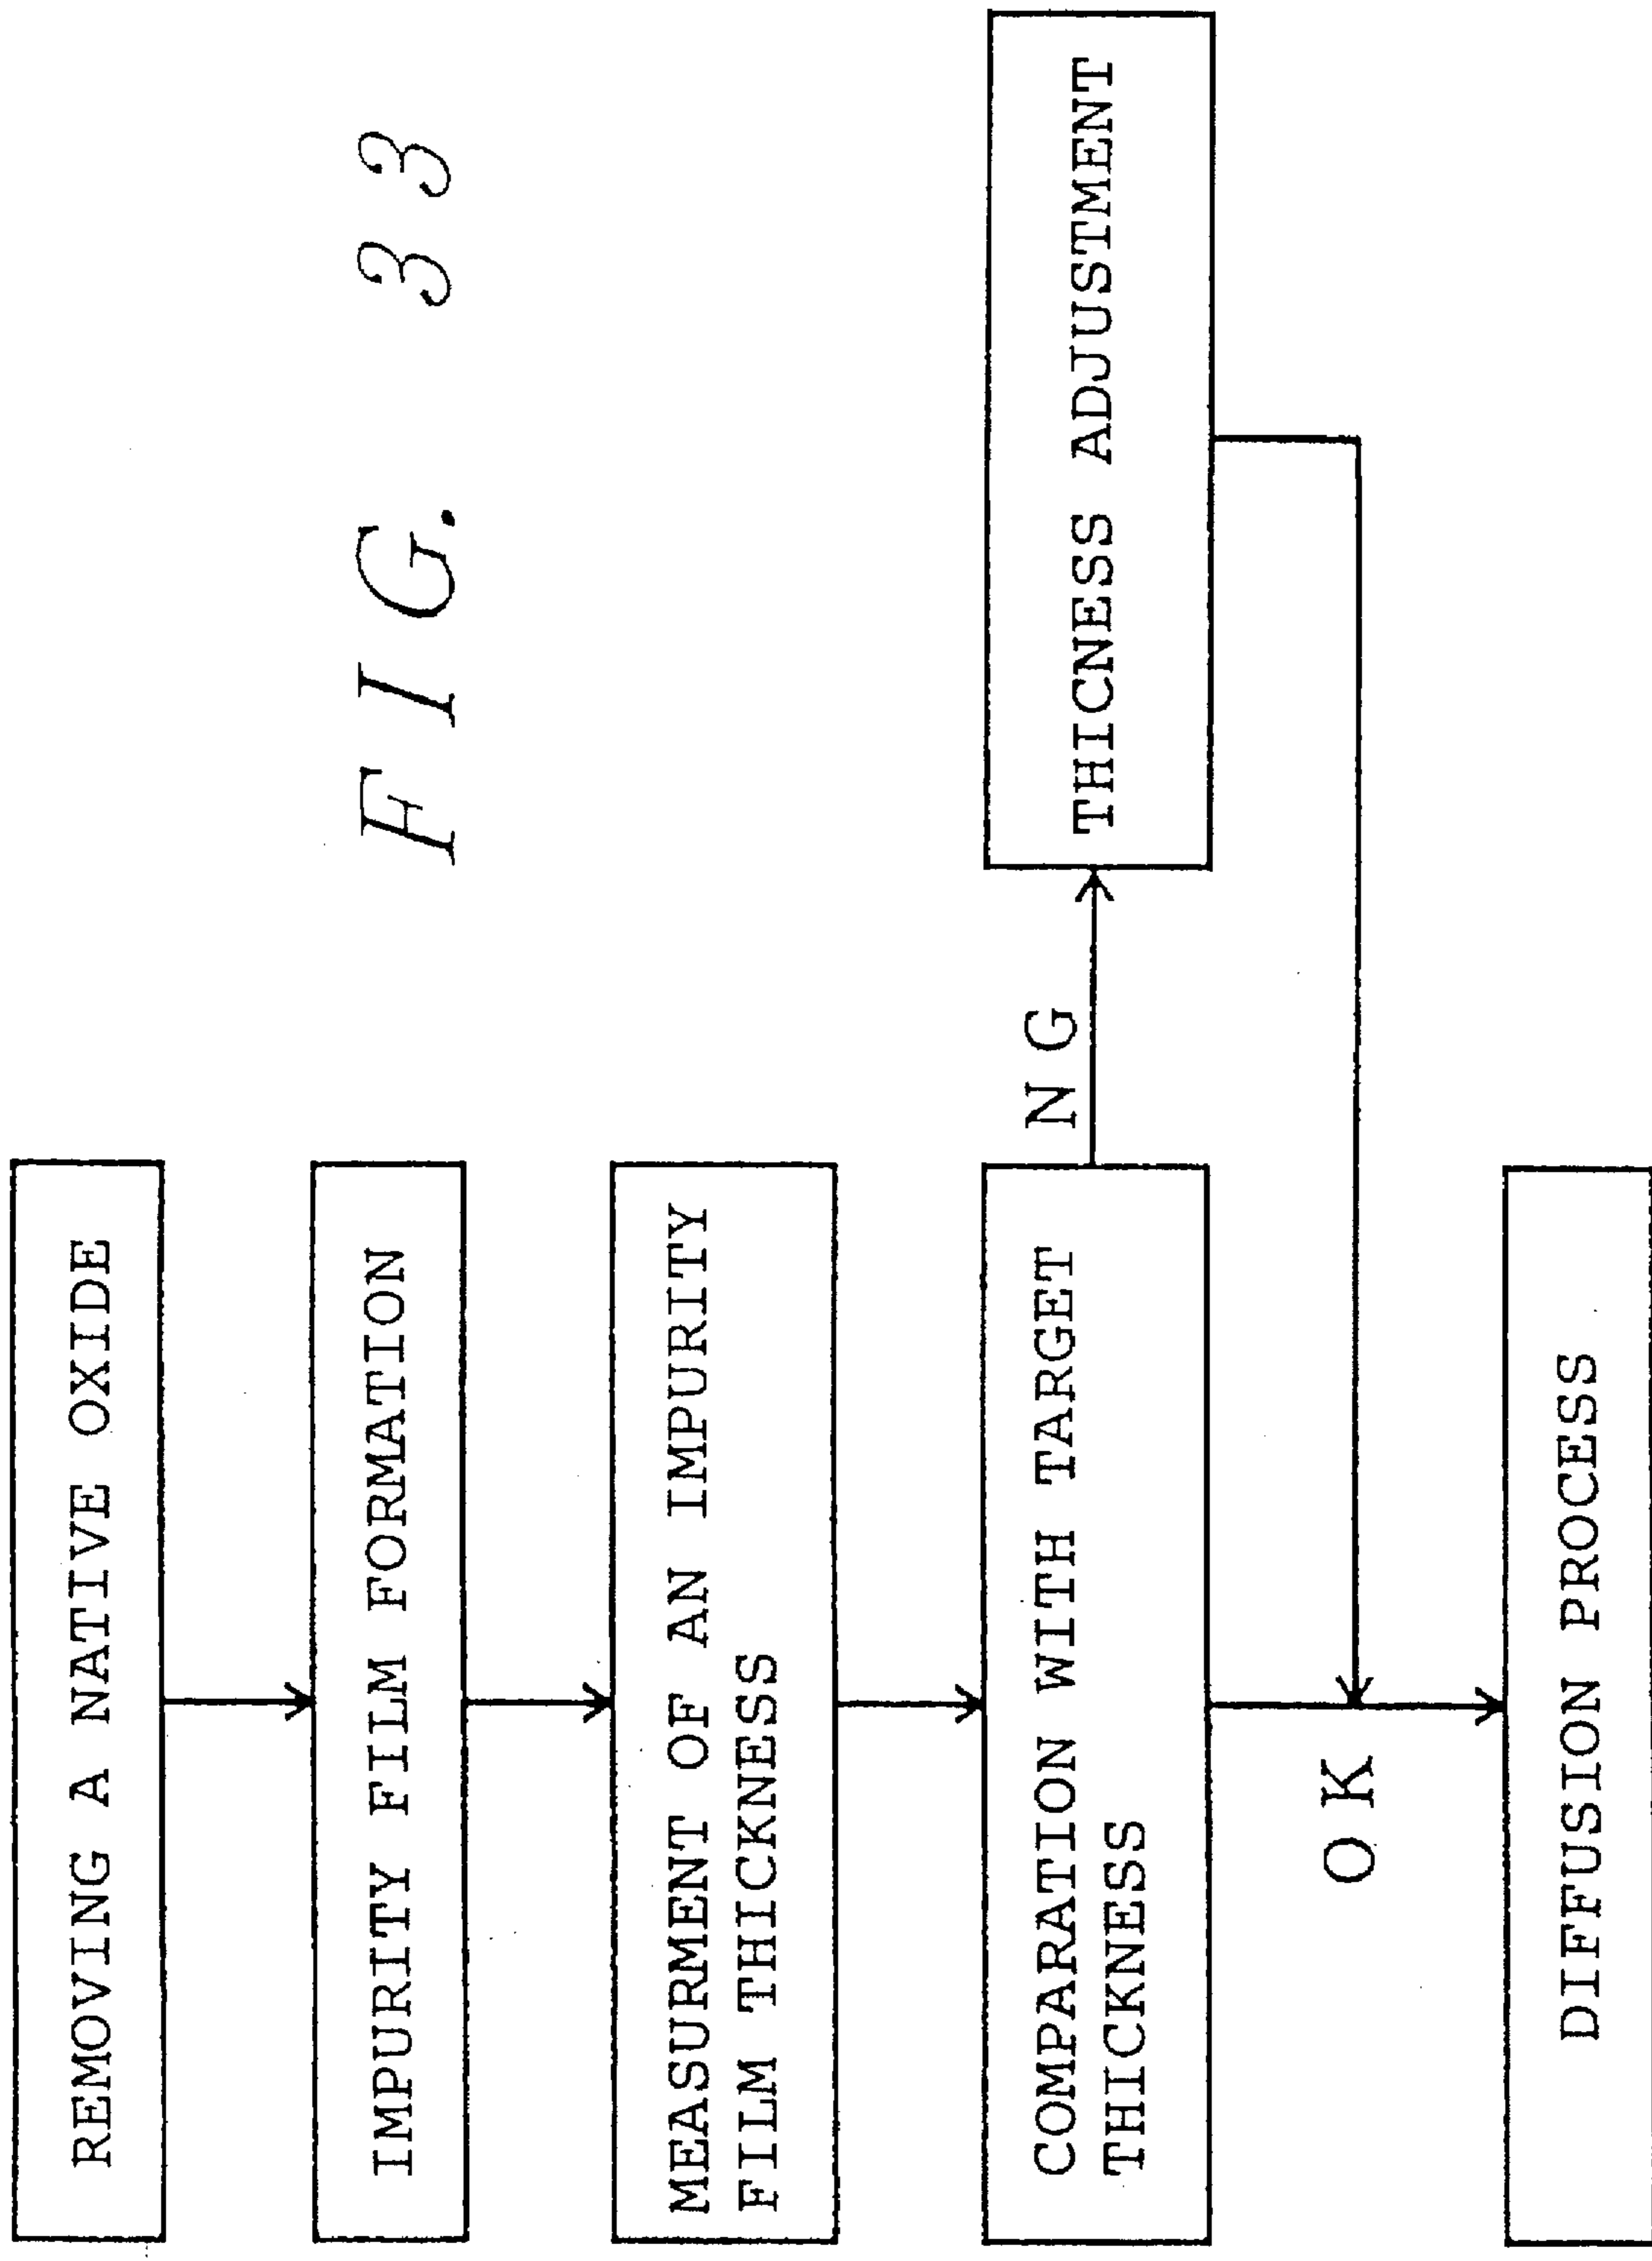 FIG. 33
REMOVING A NATIVE OXIDE
IMPURITY FILM FORMATION
MEASURMENT OF AN IMPURITY
FILM THICKNESS
COMPARATION WITH TARGET
THICKNESS
NG
THICNESS ADJUSTMENT
OK
DIFFUSION PROCESS